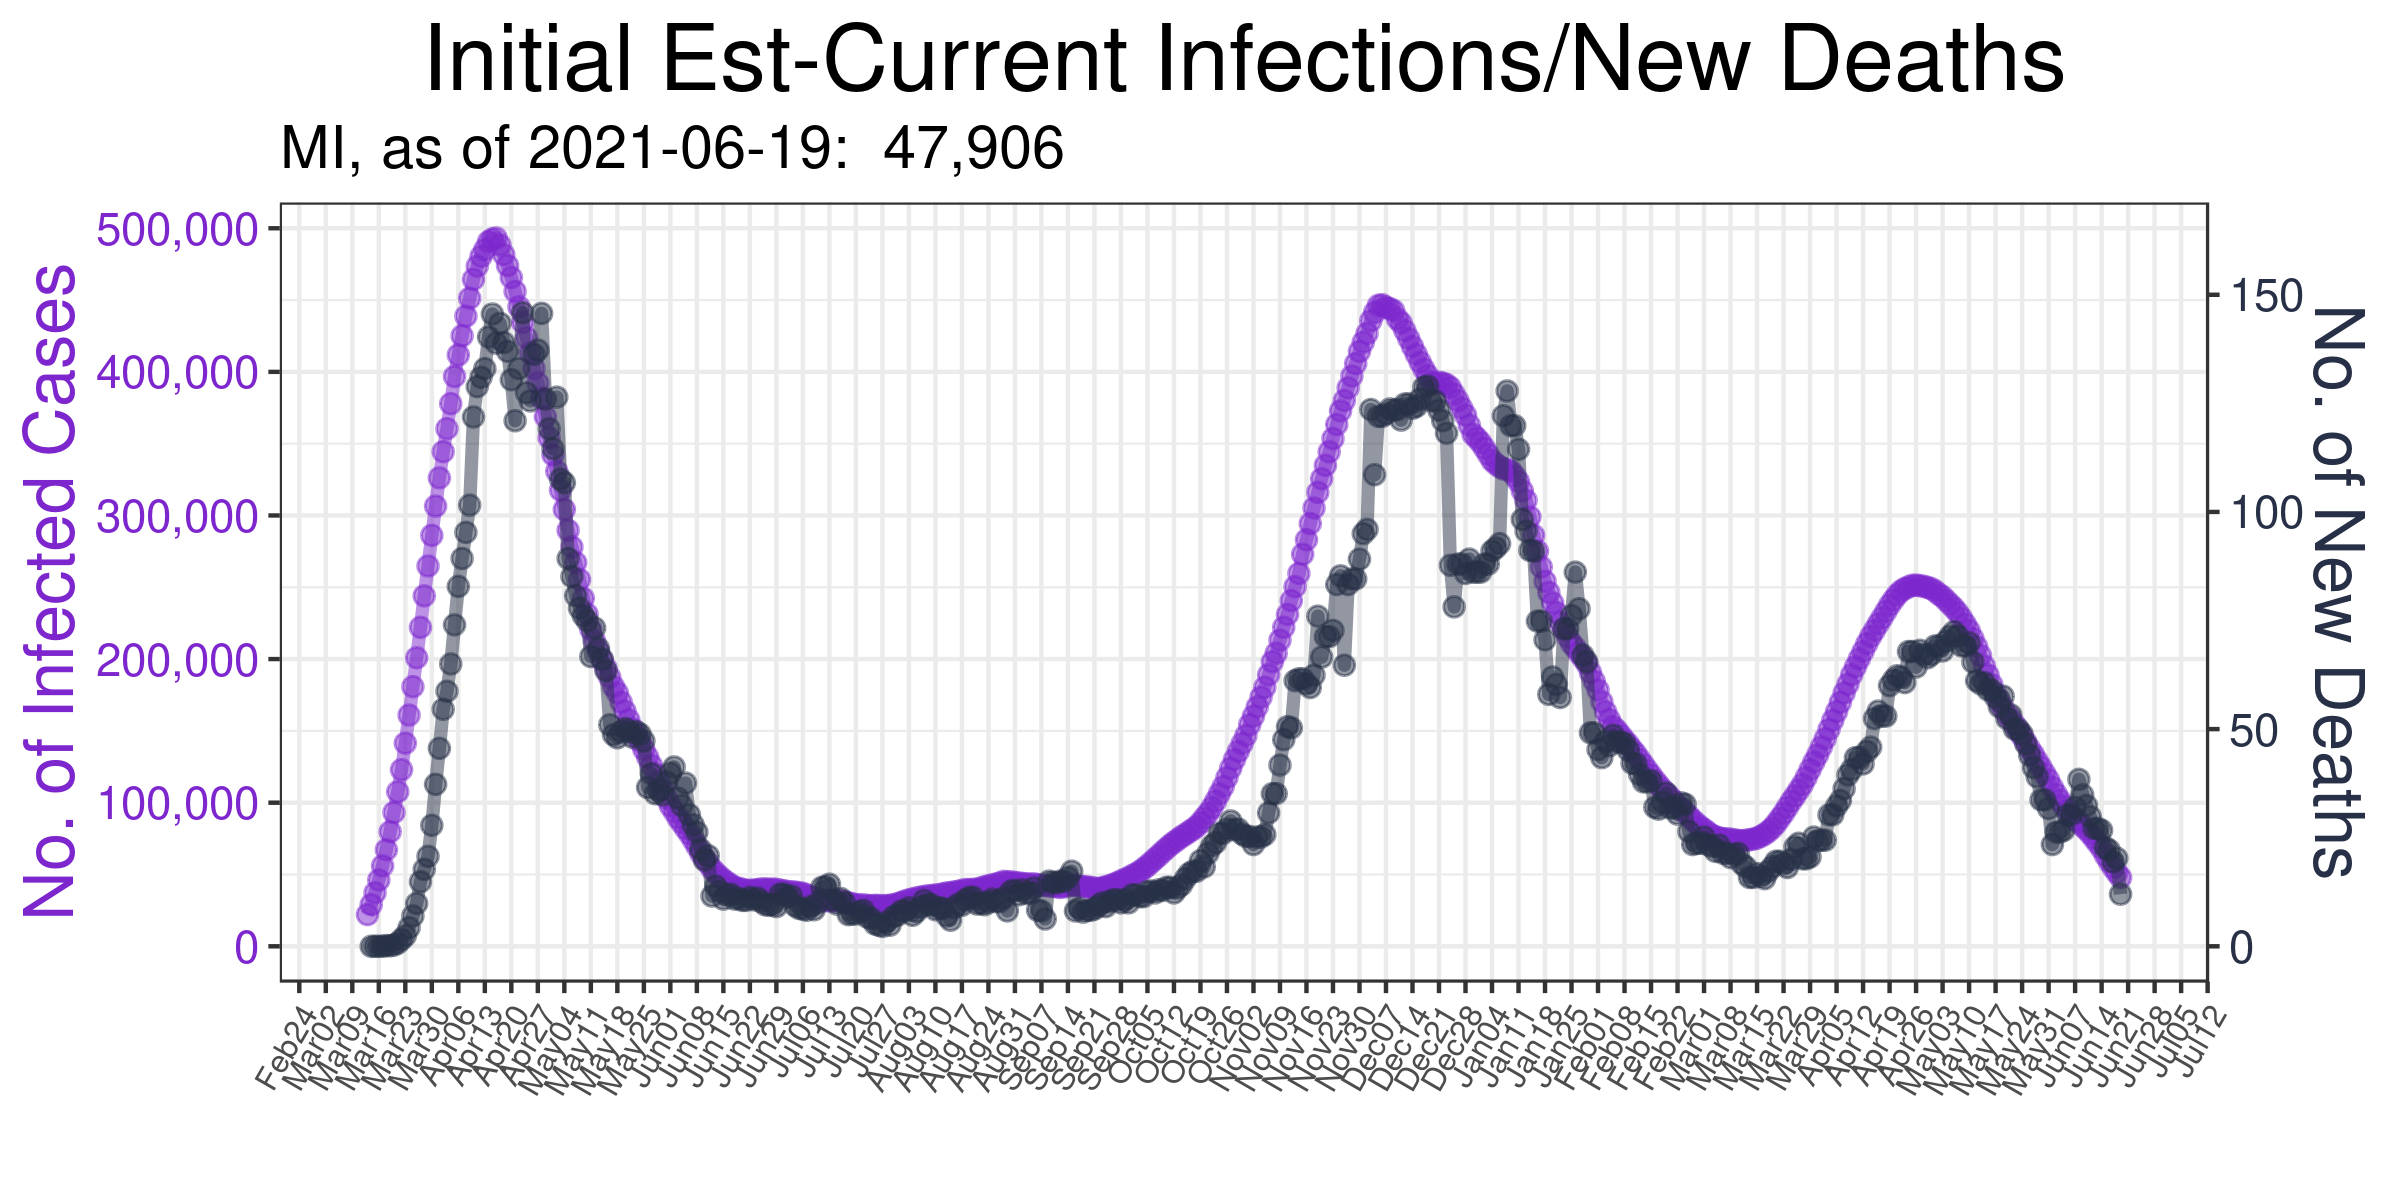 Initial Est-Current Infections/New Deaths
MI, as of 2021-06-19: 47,906
No. of Infected Cases
500,000
400,000
300,000
200,000
100,000
0
150
100
50
0
No. of New Deaths
Feb24
Mar02
Mar09
Mar16
Mar23
Mar30
Apr06
Apr13
Apr20
Apr27
May04
May11
May18
May25
Jun01
Jun08
Jun15
Jun22
Jun29
Jul06
Jul13
Jul20
Jul27
Aug03
Aug10
Aug17
Aug24
Aug31
Sep07
Sep14
Sep21
Sep28
Oct05
Oct12
Oct19
Oct26
Nov02
Nov09
Nov16
Nov23
Nov30
Dec07
Dec14
Dec21
Dec28
Jan04
Jan11
Jan18
Jan25
Feb01
Feb08
Feb15
Feb22
Mar01
Mar08
Mar15
Mar22
Mar29
Apr05
Apr12
Apr19
Apr26
May03
May10
May17
May24
May31
Jun07
Jun14
Jun21
Jun28
Jul05
Jul12